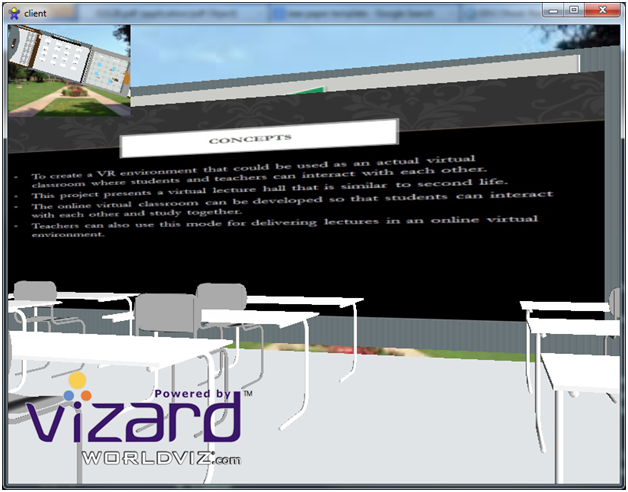 client
CONCEPTS
To create a VR environment that could be used as an actual virtual
classroom where students and teachers can interact with each other.
This project presents a virtual lecture hall that is similar to second life.
The online virtual classroom can be developed so that students can interact
with each other and study together.
Teachers can also use this mode for delivering lectures in an online virtual
environment.
Powered by
vizard™
WORLDVIZ.com